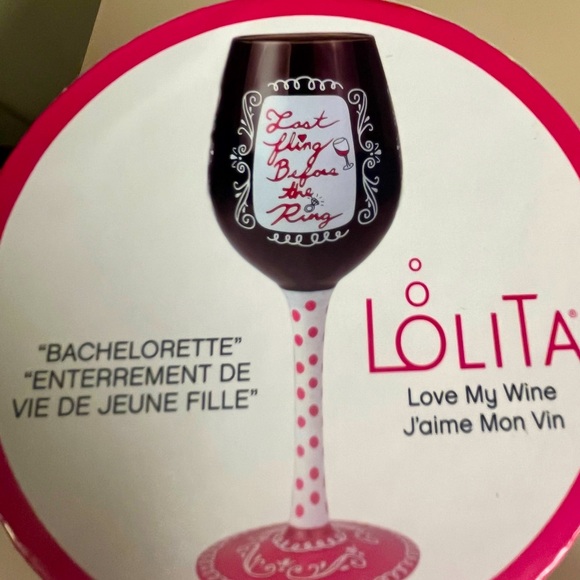 Last
fling
Before
the
Ring
"BACHELORETTE"
"ENTERREMENT DE
VIE DE JEUNE FILLE"
LOLITA®
Love My Wine
J'aime Mon Vin